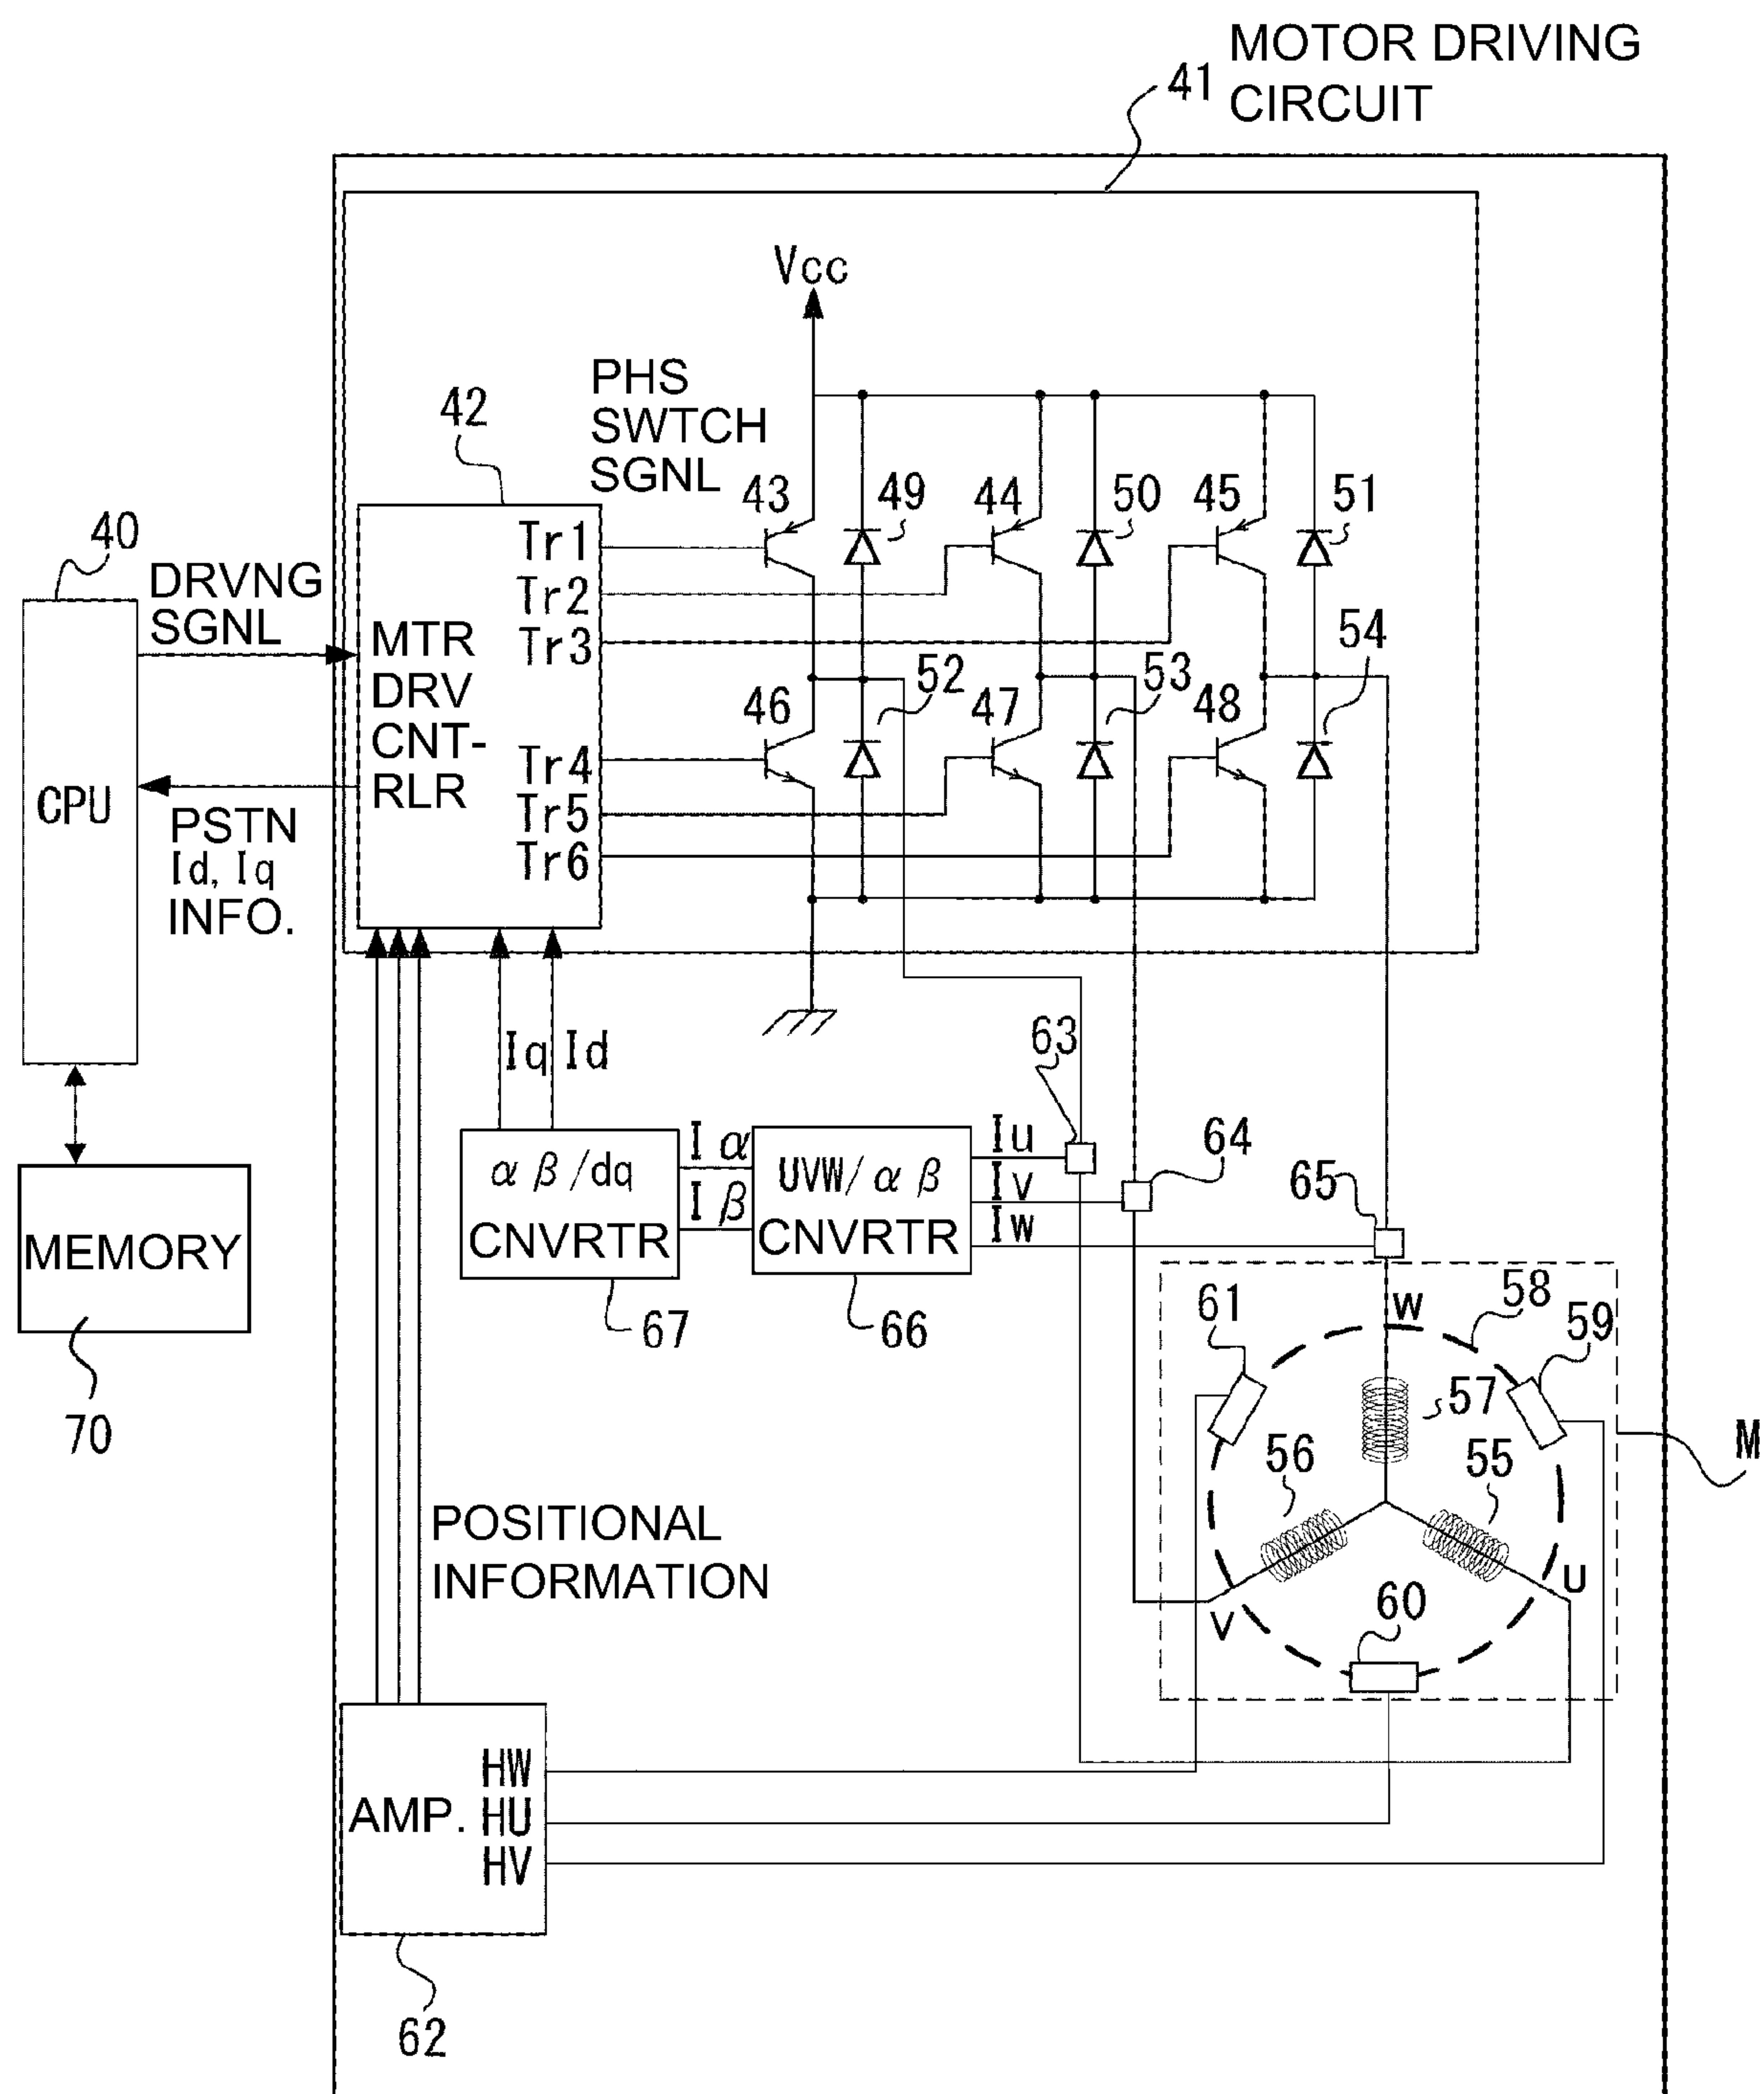 MOTOR DRIVING
CIRCUIT
41
Vcc
PHS
SWTCH
SGNL
42
43
49
44
50
45
51
40
DRVNG
SGNL
Tr1
Tr2
Tr3
MTR
DRV
CNT-
RLR
Tr4
Tr5
Tr6
46
52
47
53
48
54
CPU
PSTN
Id, Iq
INFO.
Iq
Id
63
64
65
Iα
Iβ
Iu
Iv
Iw
αβ/dq
CNVRTR
UVW/αβ
CNVRTR
MEMORY
67
66
70
61
W
58
59
57
56
55
M
V
U
60
POSITIONAL
INFORMATION
AMP.
HW
HU
HV
62